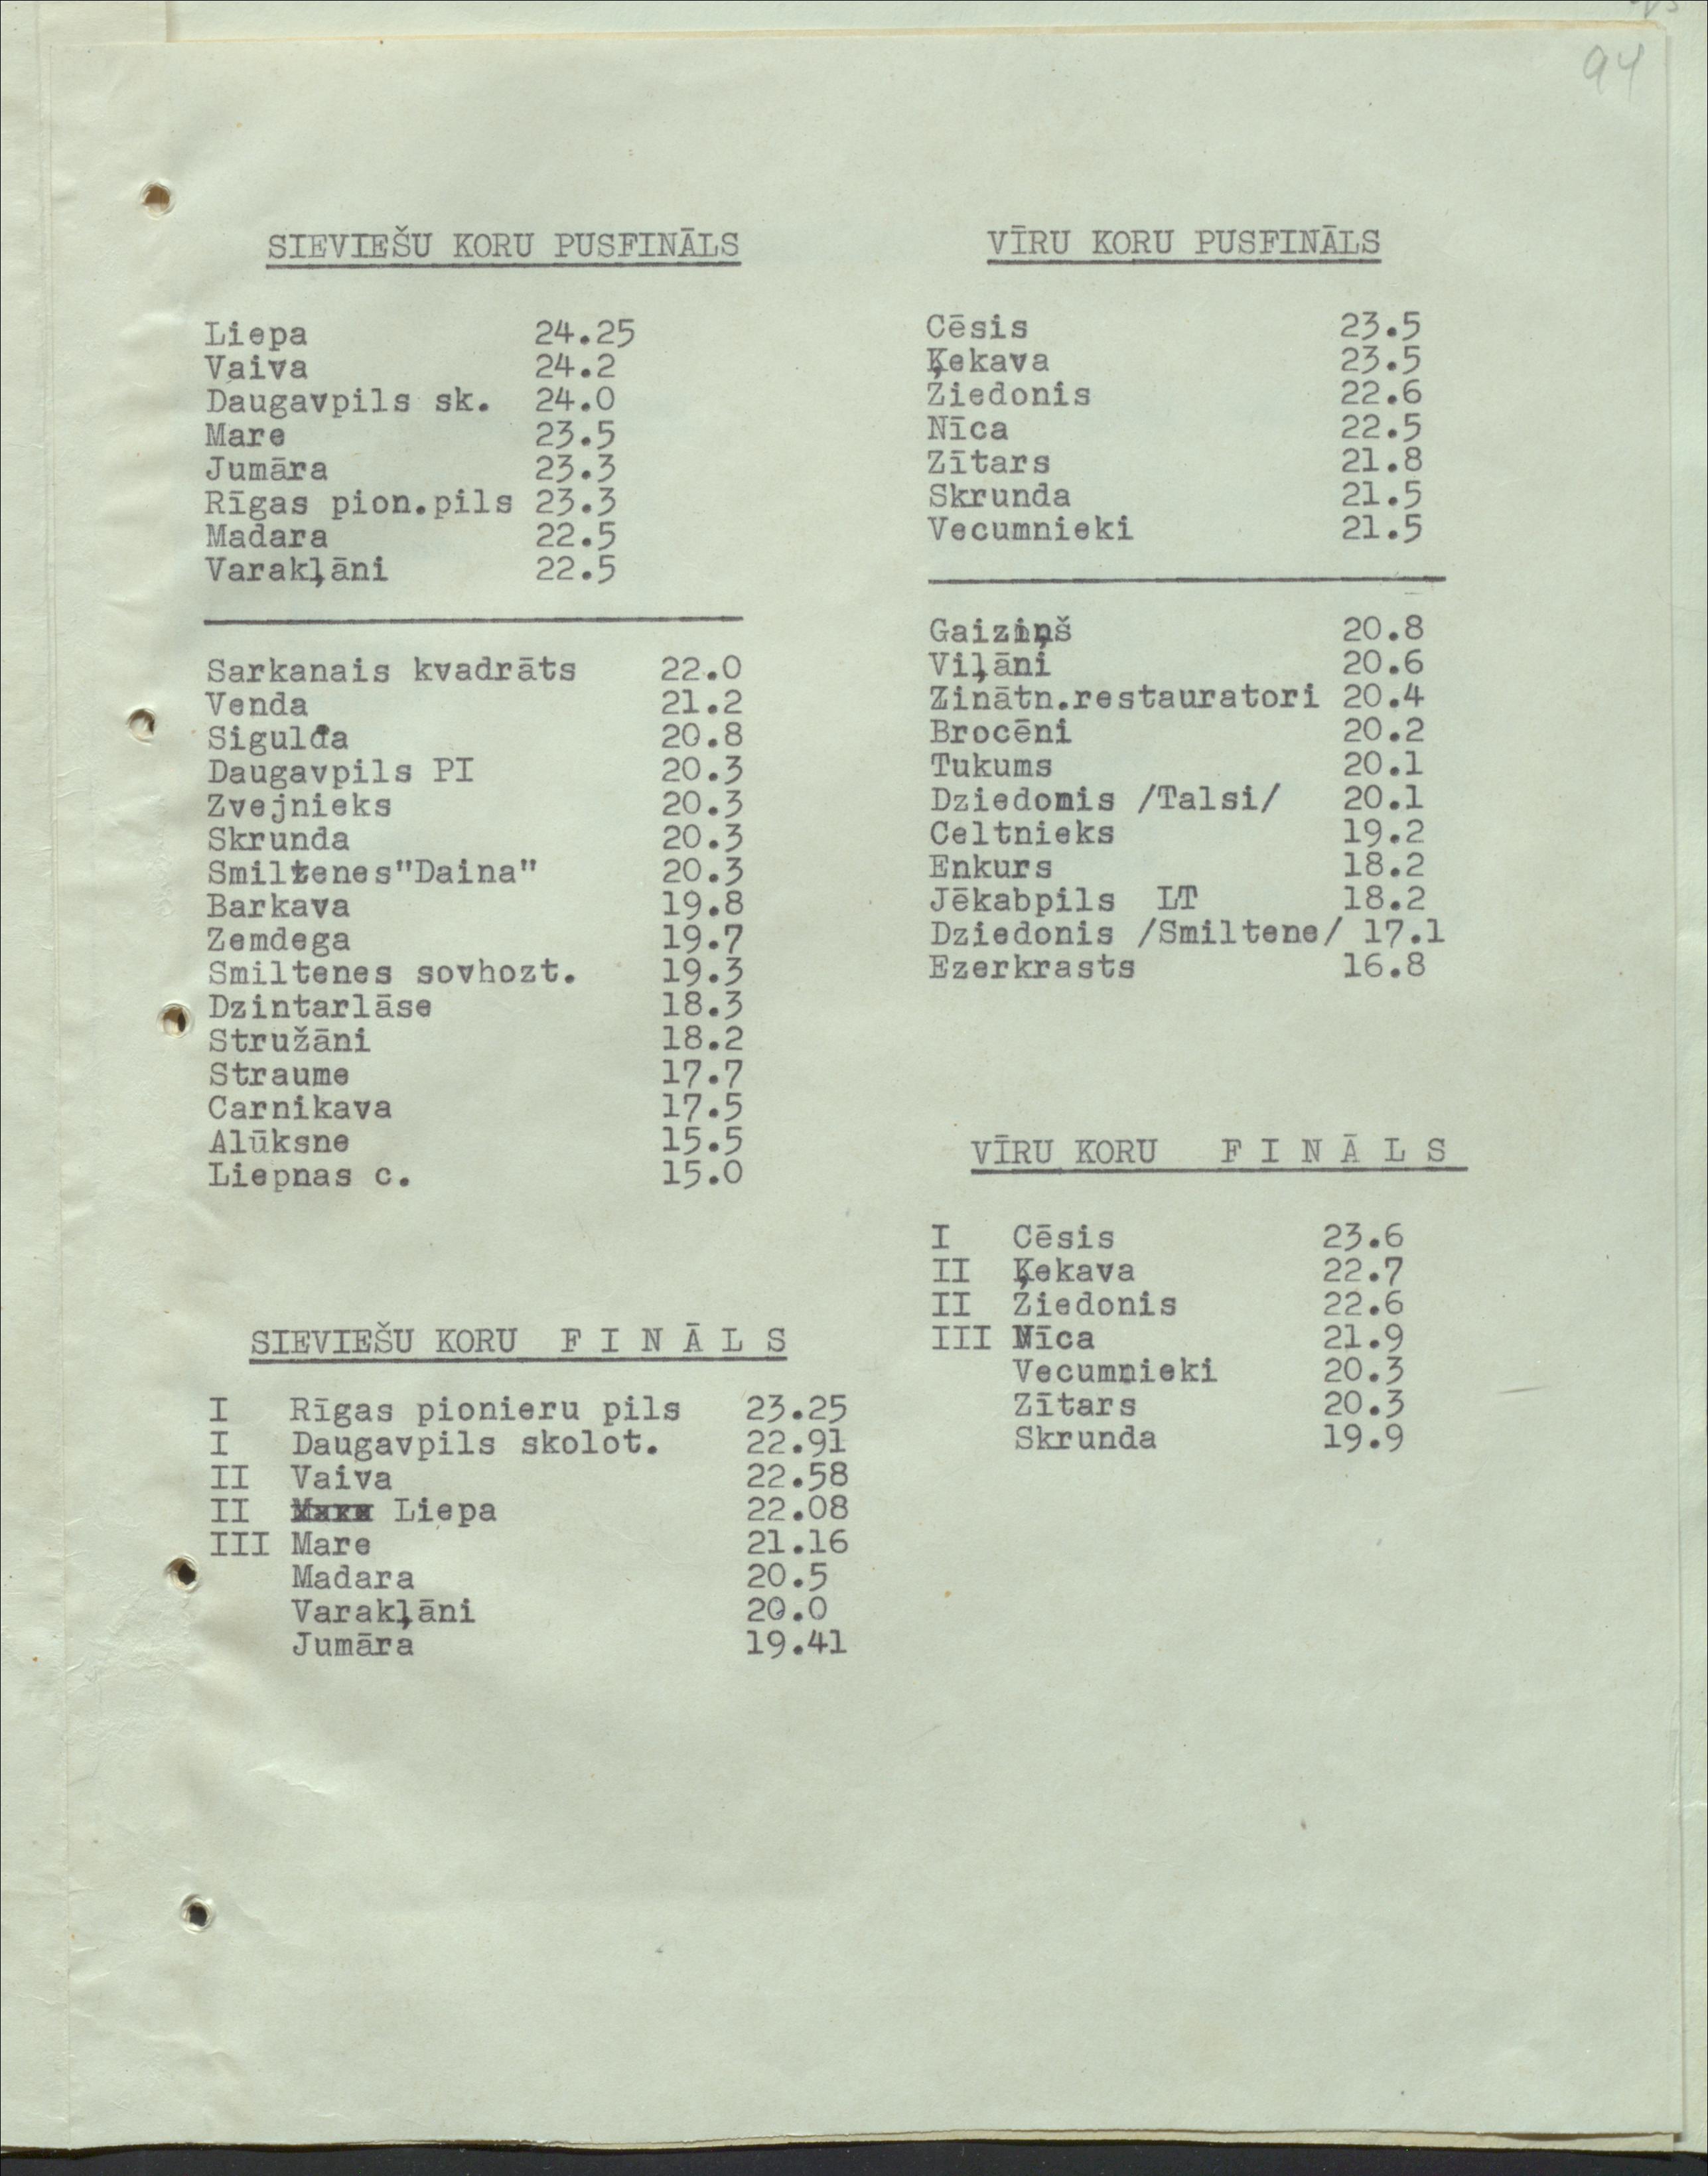 94
SIEVIEŠU KORU PUSFINĀLS
Liepa 24.25
Vaiva 24.2
Daugavpils sk. 24.0
Mare 23.5
Jumāra 23.3
Rīgas pion.pils 23.3
Madara 22.5
Varakļāni 22.5
Sarkanais kvadrāts 22.0
Venda 21.2
Sigulda 20.8
Daugavpils PI 20.3
Zvejnieks 20.3
Skrunda 20.3
Smiltenes"Daina" 20.3
Barkava 19.8
Zemdega 19.7
Smiltenes sovhozt. 19.3
Dzintarlāse 18.3
Stružāni 18.2
Straume 17.7
Carnikava 17.5
Alūksne 15.5
Liepnas c. 15.0
SIEVIEŠU KORU F I N Ā L S
I Rīgas pionieru pils 23.25
I Daugavpils skolot. 22.91
II Vaiva 22.58
II Liepa 22.08
III Mare 21.16
Madara 20.5
Varakļāni 20.0
Jumāra 19.41
VĪRU KORU PUSFINĀLS
Cēsis 23.5
Ķekava 23.5
Ziedonis 22.6
Nīca 22.5
Zītars 21.8
Skrunda 21.5
Vecumnieki 21.5
Gaiziņš 20.8
Viļāni 20.6
Zinātn.restauratori 20.4
Brocēni 20.2
Tukums 20.1
Dziedonis /Talsi/ 20.1
Celtnieks 19.2
Enkurs 18.2
Jēkabpils LT 18.2
Dziedonis /Smiltene/ 17.1
Ezerkrasts 16.8
VĪRU KORU F I N Ā L S
I Cēsis 23.6
II Ķekava 22.7
II Ziedonis 22.6
III Nīca 21.9
Vecumnieki 20.3
Zītars 20.3
Skrunda 19.9